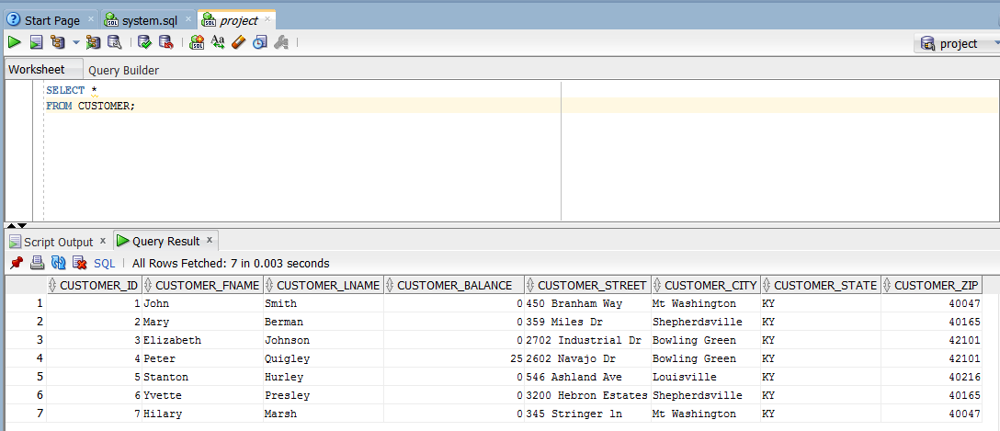 Start Page × system.sql × project ×
project
Worksheet Query Builder
SELECT *
FROM CUSTOMER;
Script Output × Query Result ×
SQL | All Rows Fetched: 7 in 0.003 seconds
CUSTOMER_ID CUSTOMER_FNAME CUSTOMER_LNAME CUSTOMER_BALANCE CUSTOMER_STREET CUSTOMER_CITY CUSTOMER_STATE CUSTOMER_ZIP
1 1 John Smith 0 450 Branham Way Mt Washington KY 40047
2 2 Mary Berman 0 359 Miles Dr Shepherdsville KY 40165
3 3 Elizabeth Johnson 0 2702 Industrial Dr Bowling Green KY 42101
4 4 Peter Quigley 25 2602 Navajo Dr Bowling Green KY 42101
5 5 Stanton Hurley 0 546 Ashland Ave Louisville KY 40216
6 6 Yvette Presley 0 3200 Hebron Estates Shepherdsville KY 40165
7 7 Hilary Marsh 0 345 Stringer ln Mt Washington KY 40047